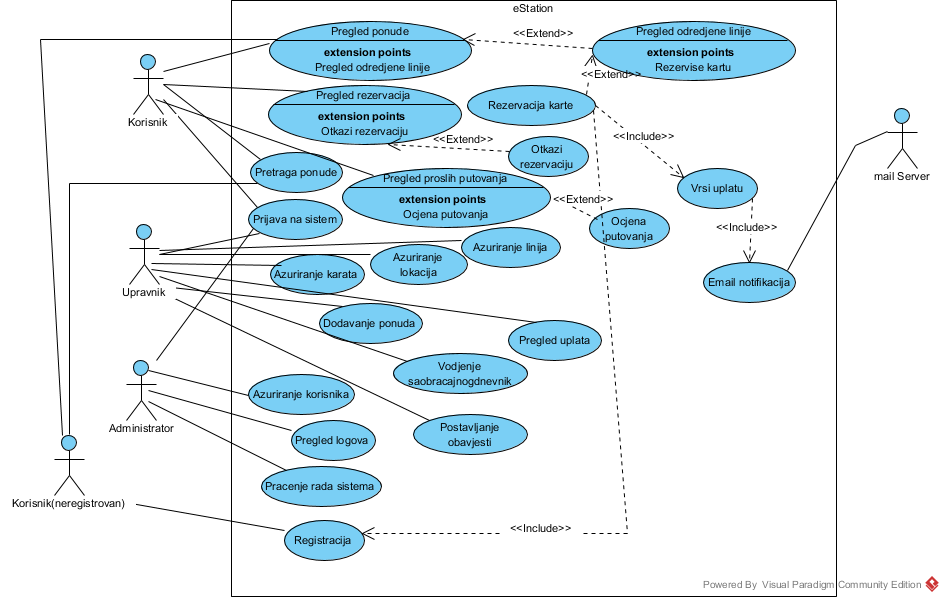 eStation
Pregled ponude
extension points
Pregled odredjene linije
<<Extend>>
Pregled odredjene linije
extension points
Rezervise kartu
<<Extend>>
Korisnik
Pregled rezervacija
extension points
Otkazi rezervaciju
Rezervacija karte
<<Extend>>
<<Include>>
Otkazi
rezervaciju
mail Server
Pretraga ponude
Pregled proslih putovanja
extension points
Ocjena putovanja
<<Extend>>
Vrsi uplatu
Prijava na sistem
Ocjena
putovanja
<<Include>>
Upravnik
Azuriranje karata
Azuriranje
lokacija
Azuriranje linija
Email notifikacija
Dodavanje ponuda
Pregled uplata
Vodjenje
saobracajnogdnevnik
Administrator
Azuriranje korisnika
Pregled logova
Postavljanje
obavjesti
Pracenje rada sistema
Korisnik(neregistrovan)
Registracija
<<Include>>
Powered By Visual Paradigm Community Edition